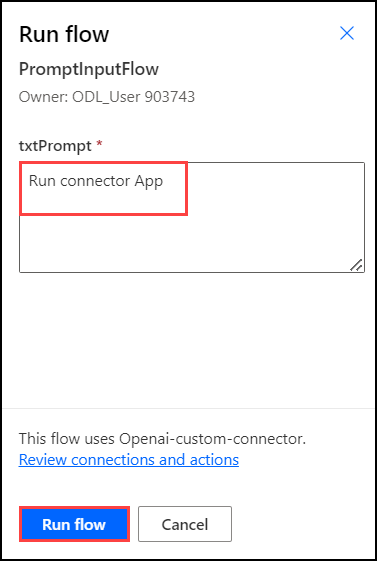 Run flow
PromptInputFlow
Owner: ODL_User 903743
txtPrompt *
Run connector App
This flow uses Openai-custom-connector.
Review connections and actions
Run flow Cancel